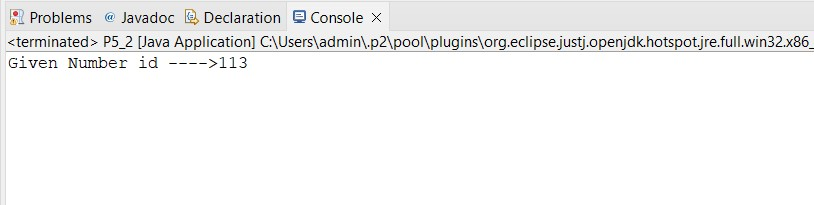 Problems @ Javadoc Declaration Console
<terminated> P5_2 [Java Application] C:\Users\admin\.p2\pool\plugins\org.eclipse.justj.openjdk.hotspot.jre.full.win32.x86_
Given Number id ---->113